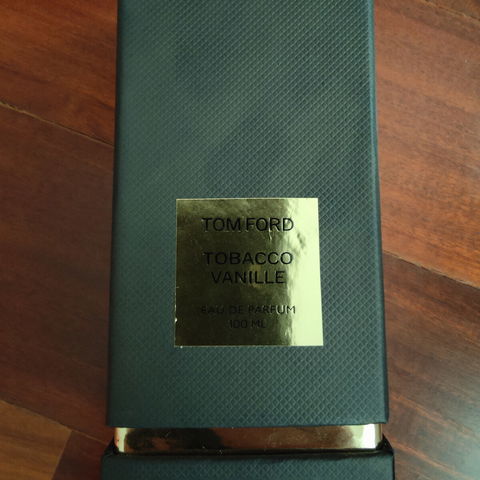 TOM FORD
TOBACCO
VANILLE
EAU DE PARFUM
100 ML